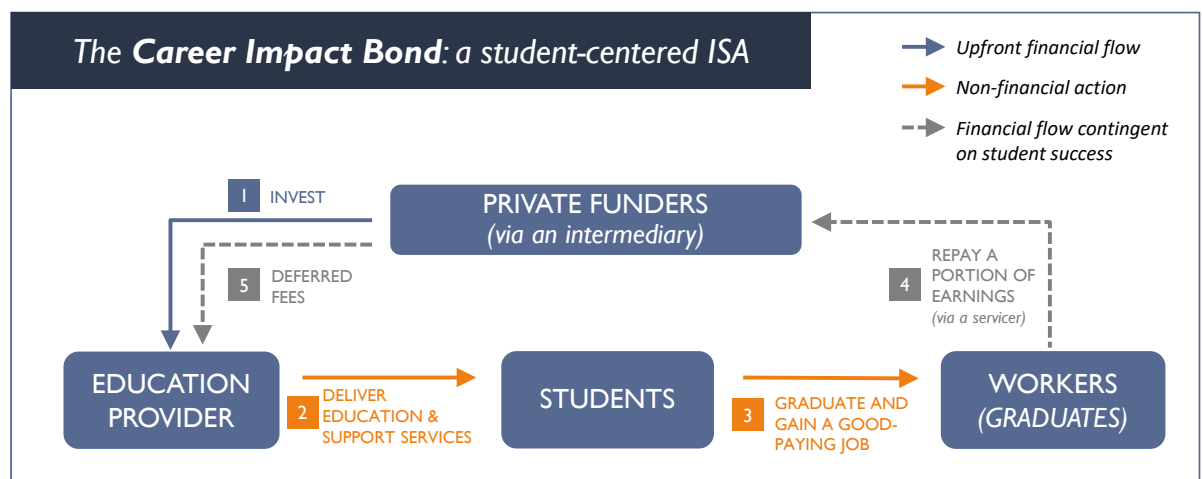 The Career Impact Bond: a student-centered ISA
Upfront financial flow
Non-financial action
Financial flow contingent
on student success
1 INVEST
PRIVATE FUNDERS
(via an intermediary)
5 DEFERRED
FEES
4 REPAY A
PORTION OF
EARNINGS
(via a servicer)
EDUCATION
PROVIDER
2 DELIVER
EDUCATION &
SUPPORT SERVICES
STUDENTS
3 GRADUATE AND
GAIN A GOOD-
PAYING JOB
WORKERS
(GRADUATES)